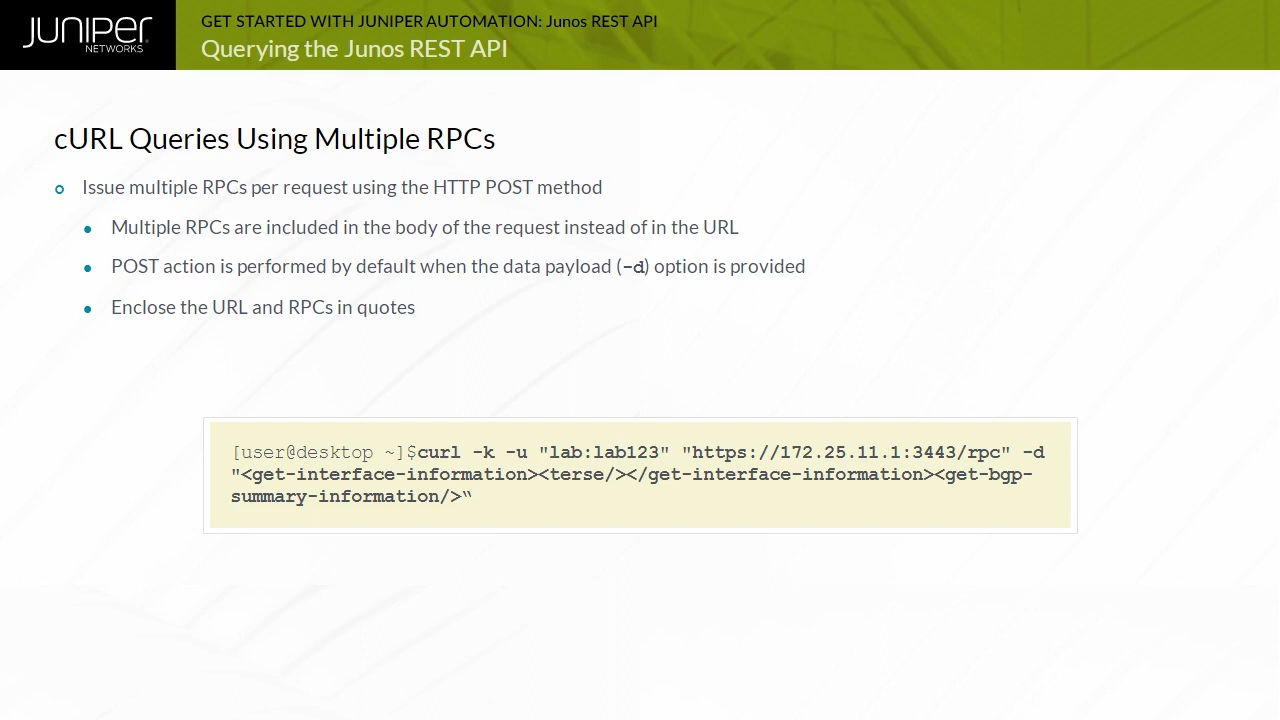 JUNIPER
NETWORKS
GET STARTED WITH JUNIPER AUTOMATION: Junos REST API
Querying the Junos REST API
cURL Queries Using Multiple RPCs
Issue multiple RPCs per request using the HTTP POST method
Multiple RPCs are included in the body of the request instead of in the URL
POST action is performed by default when the data payload (-d) option is provided
Enclose the URL and RPCs in quotes
[user@desktop ~]$curl -k -u "lab:lab123" "https://172.25.11.1:3443/rpc" -d
"<get-interface-information><terse/></get-interface-information><get-bgp-
summary-information/>“